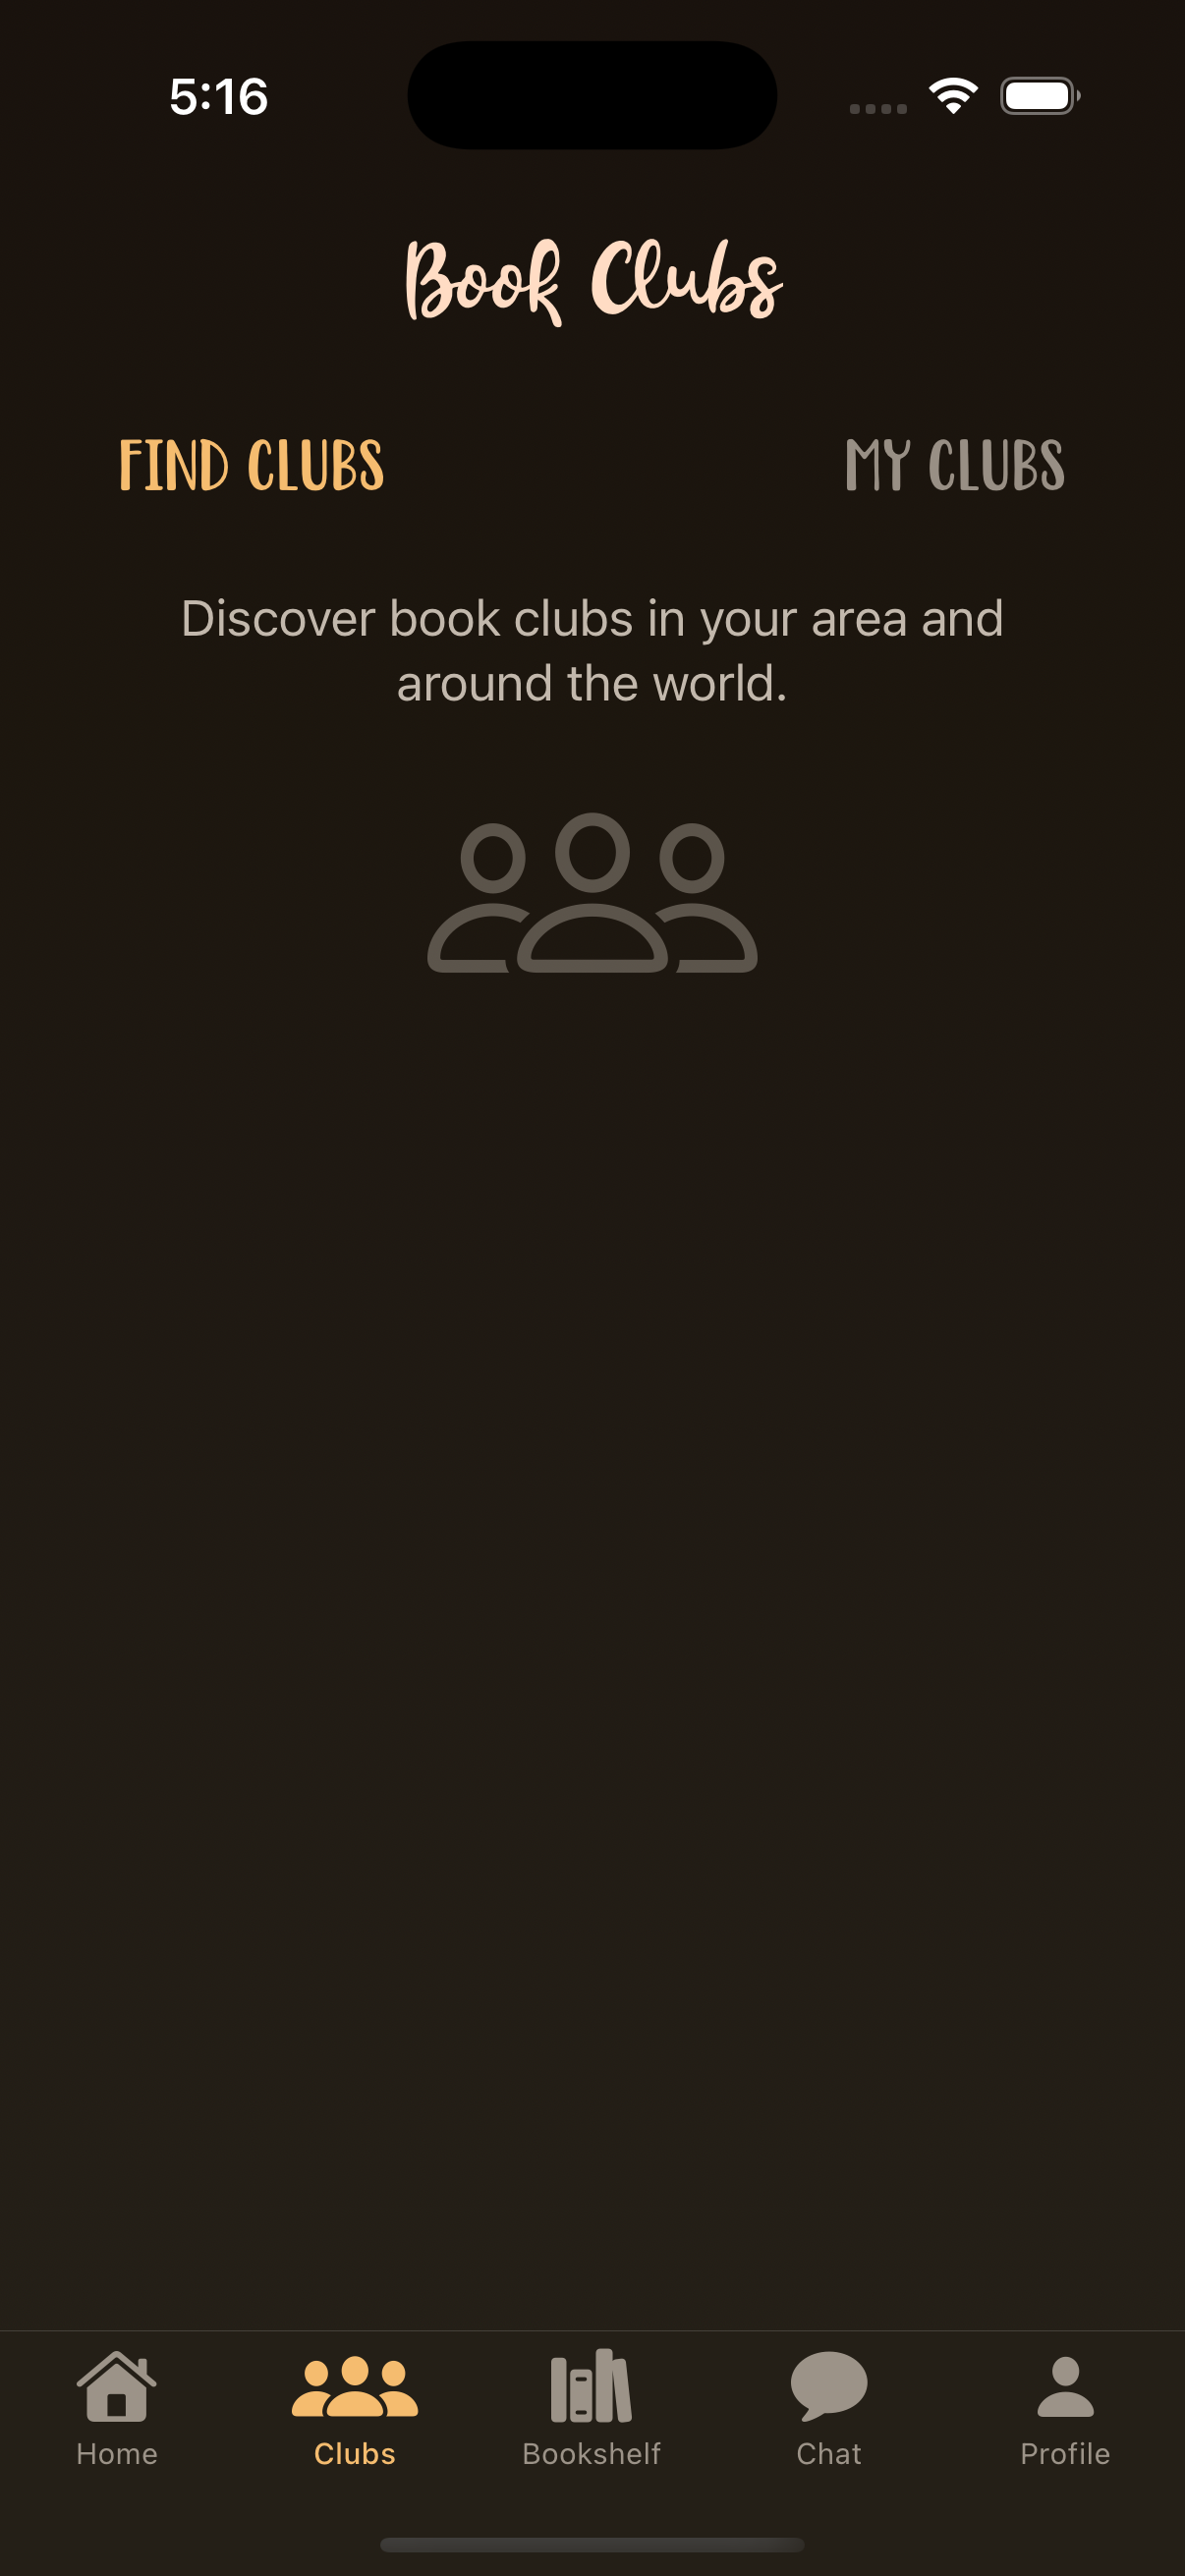 5:16
Book Clubs
FIND CLUBS
MY CLUBS
Discover book clubs in your area and
around the world.
Home
Clubs
Bookshelf
Chat
Profile